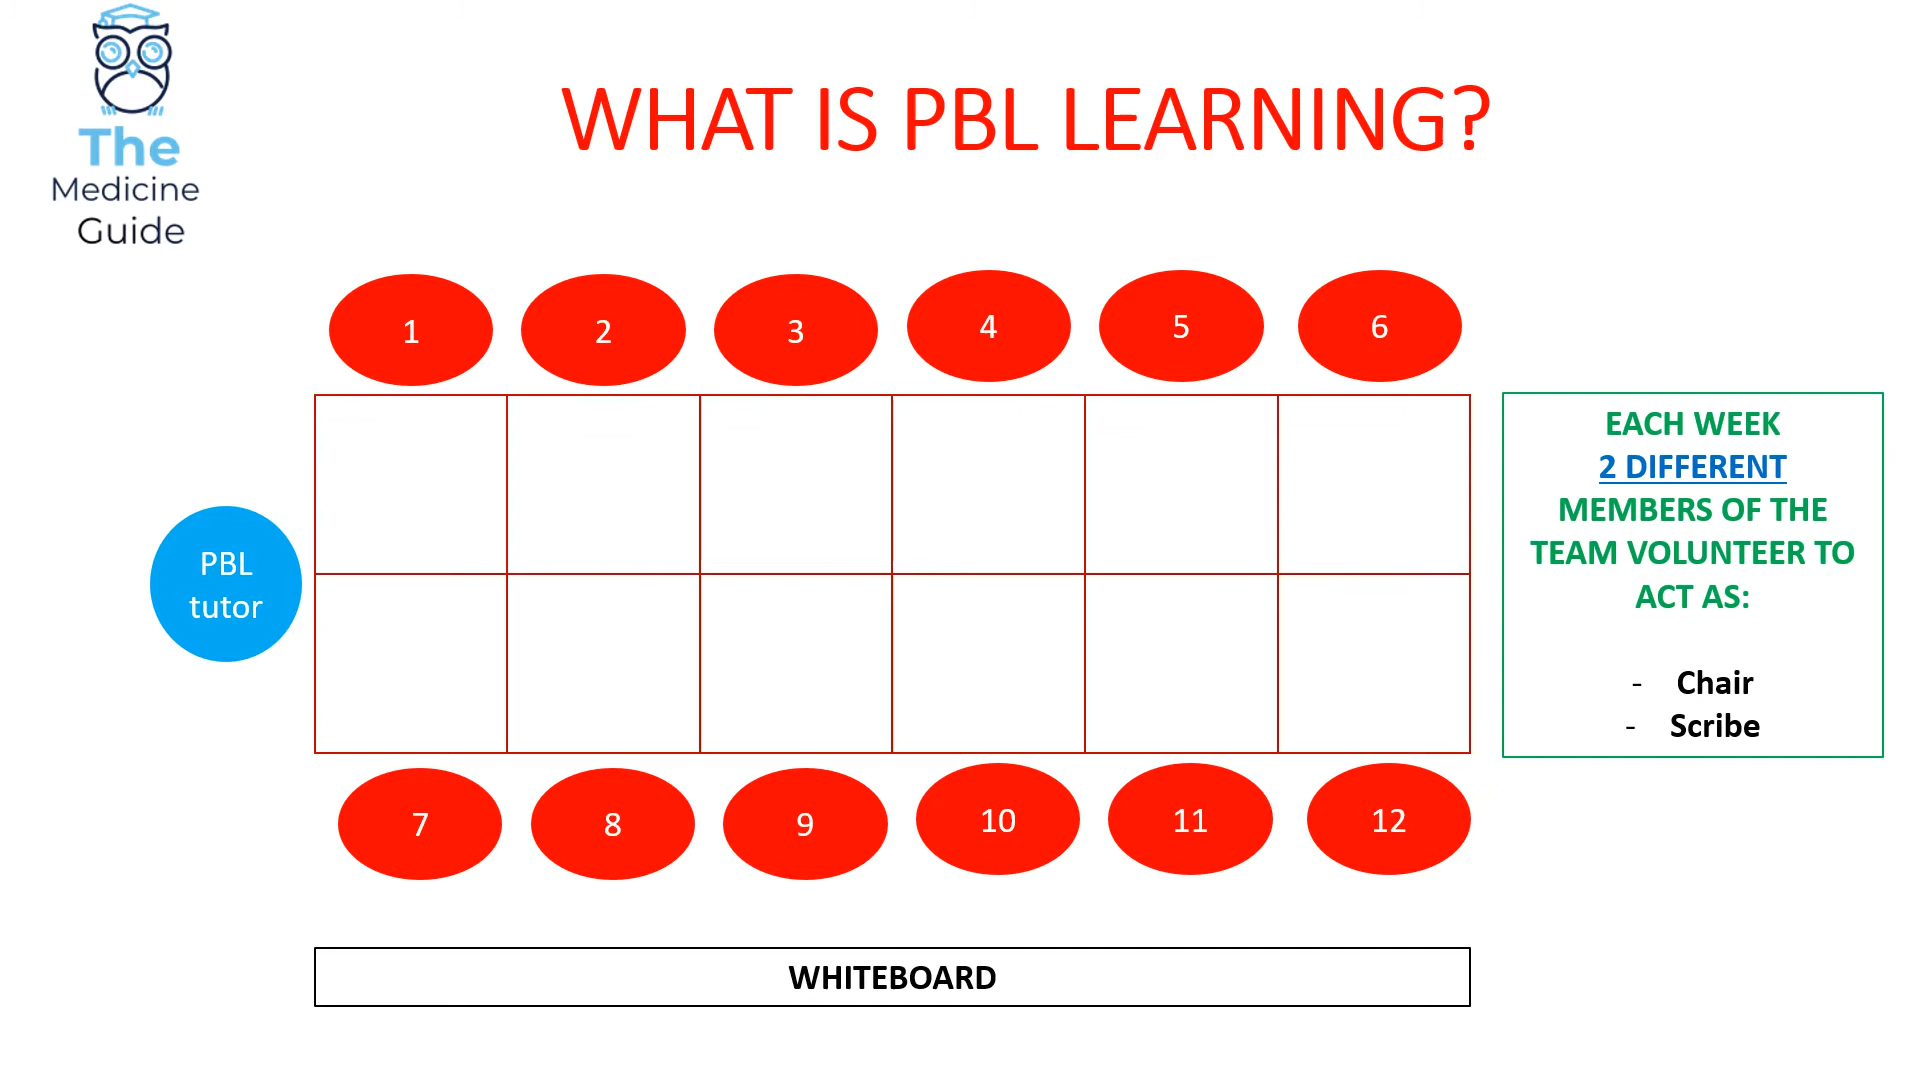 The
Medicine
Guide
WHAT IS PBL LEARNING?
1
2
3
4
5
6
PBL
tutor
EACH WEEK
2 DIFFERENT
MEMBERS OF THE
TEAM VOLUNTEER TO
ACT AS:
- Chair
- Scribe
7
8
9
10
11
12
WHITEBOARD